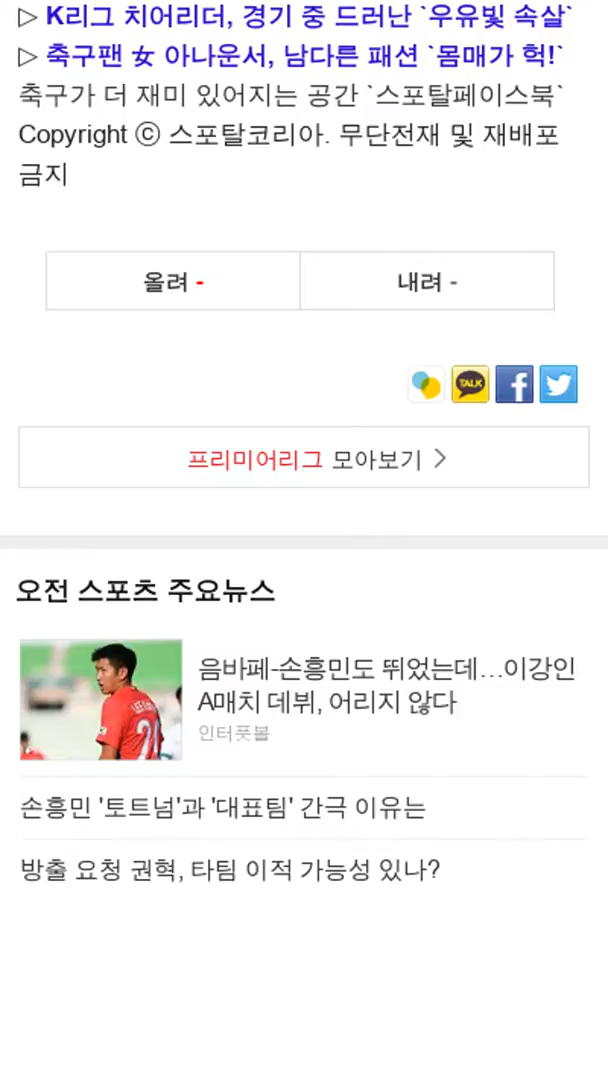 ▷ K리그 치어리더, 경기 중 드러난 `우유빛 속살`
▷ 축구팬 女 아나운서, 남다른 패션 `몸매가 헉!`
축구가 더 재미 있어지는 공간 `스포탈페이스북`
Copyright ⓒ 스포탈코리아. 무단전재 및 재배포
금지
올려 -
내려 -
TALK
프리미어리그 모아보기 >
오전 스포츠 주요뉴스
음바페-손흥민도 뛰었는데…이강인
A매치 데뷔, 어리지 않다
인터풋볼
손흥민 '토트넘'과 '대표팀' 간극 이유는
방출 요청 권혁, 타팀 이적 가능성 있나?